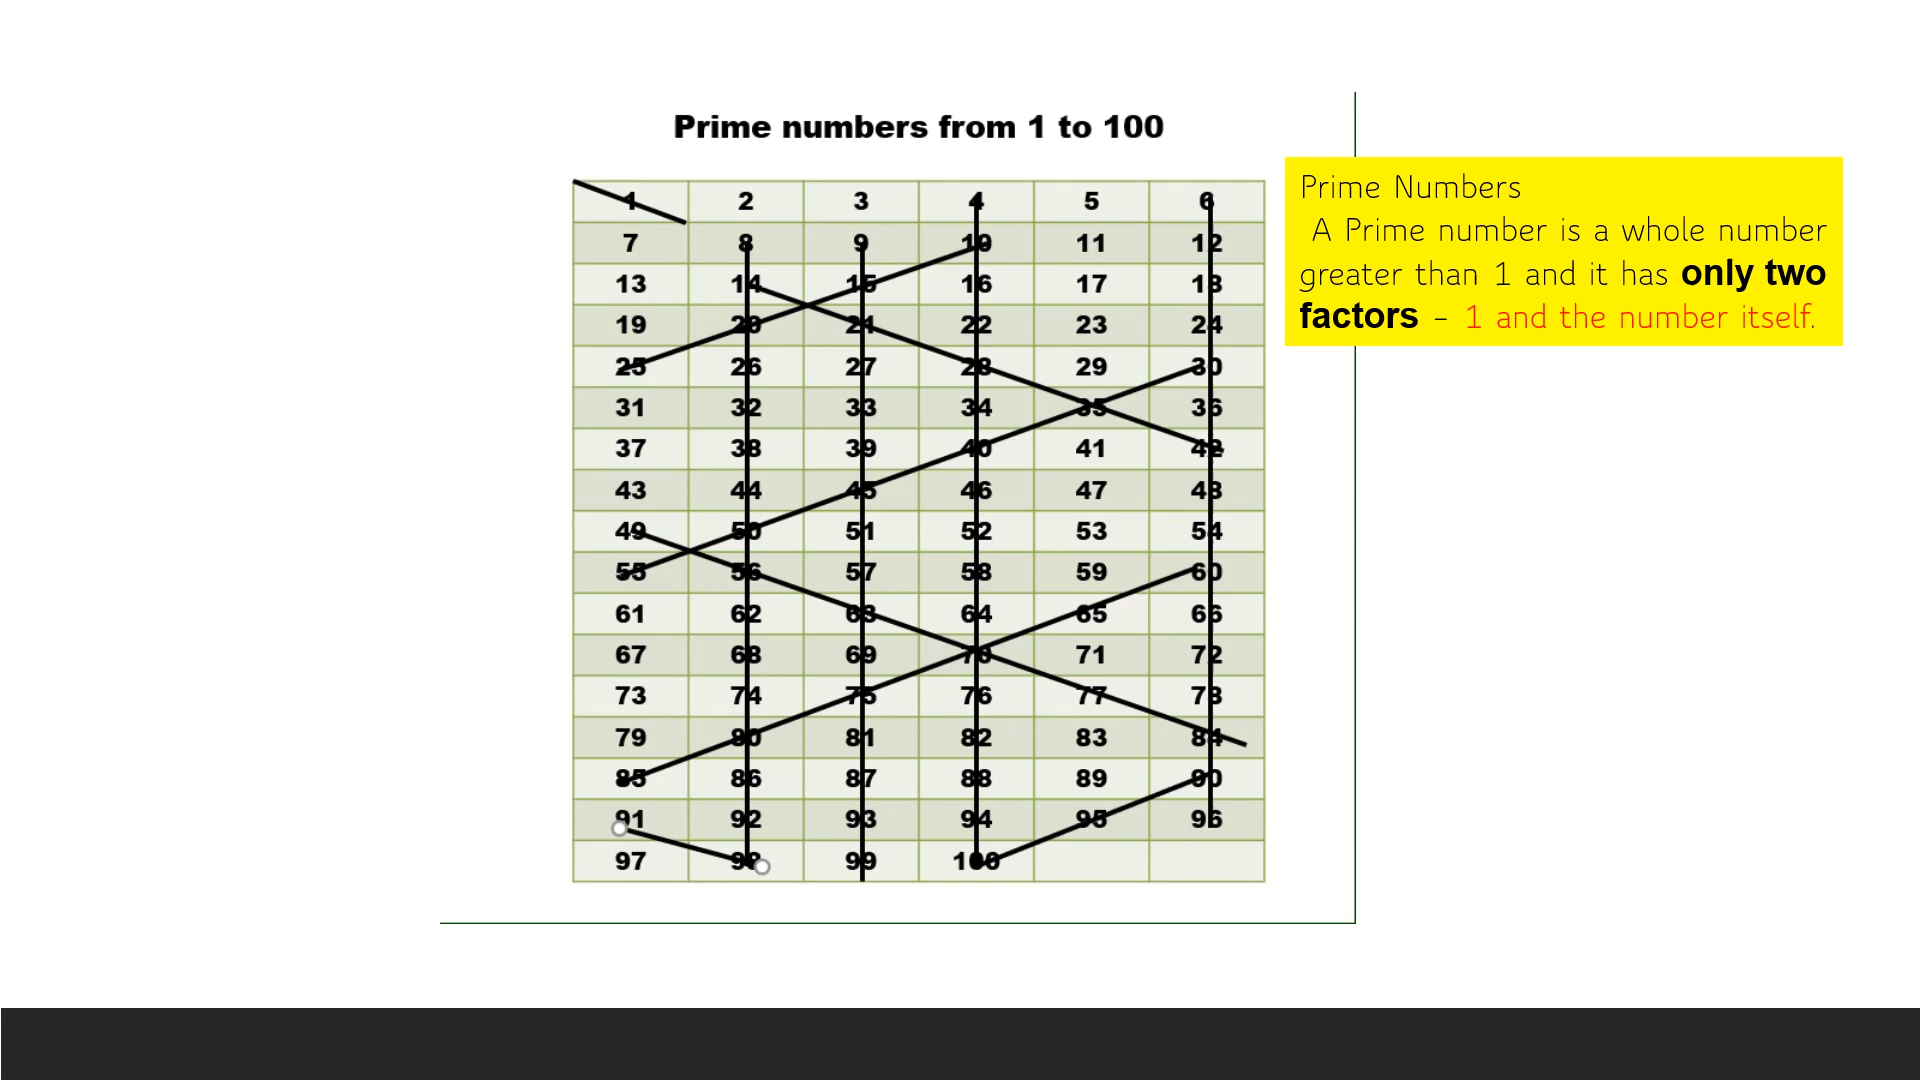 Prime numbers from 1 to 100
1 2 3 4 5 6
7 8 9 10 11 12
13 14 15 16 17 18
19 20 21 22 23 24
25 26 27 28 29 30
31 32 33 34 35 36
37 38 39 40 41 42
43 44 45 46 47 48
49 50 51 52 53 54
55 56 57 58 59 60
61 62 63 64 65 66
67 68 69 70 71 72
73 74 75 76 77 78
79 80 81 82 83 84
85 86 87 88 89 90
91 92 93 94 95 96
97 98 99 100
Prime Numbers
A Prime number is a whole number
greater than 1 and it has only two
factors – 1 and the number itself.